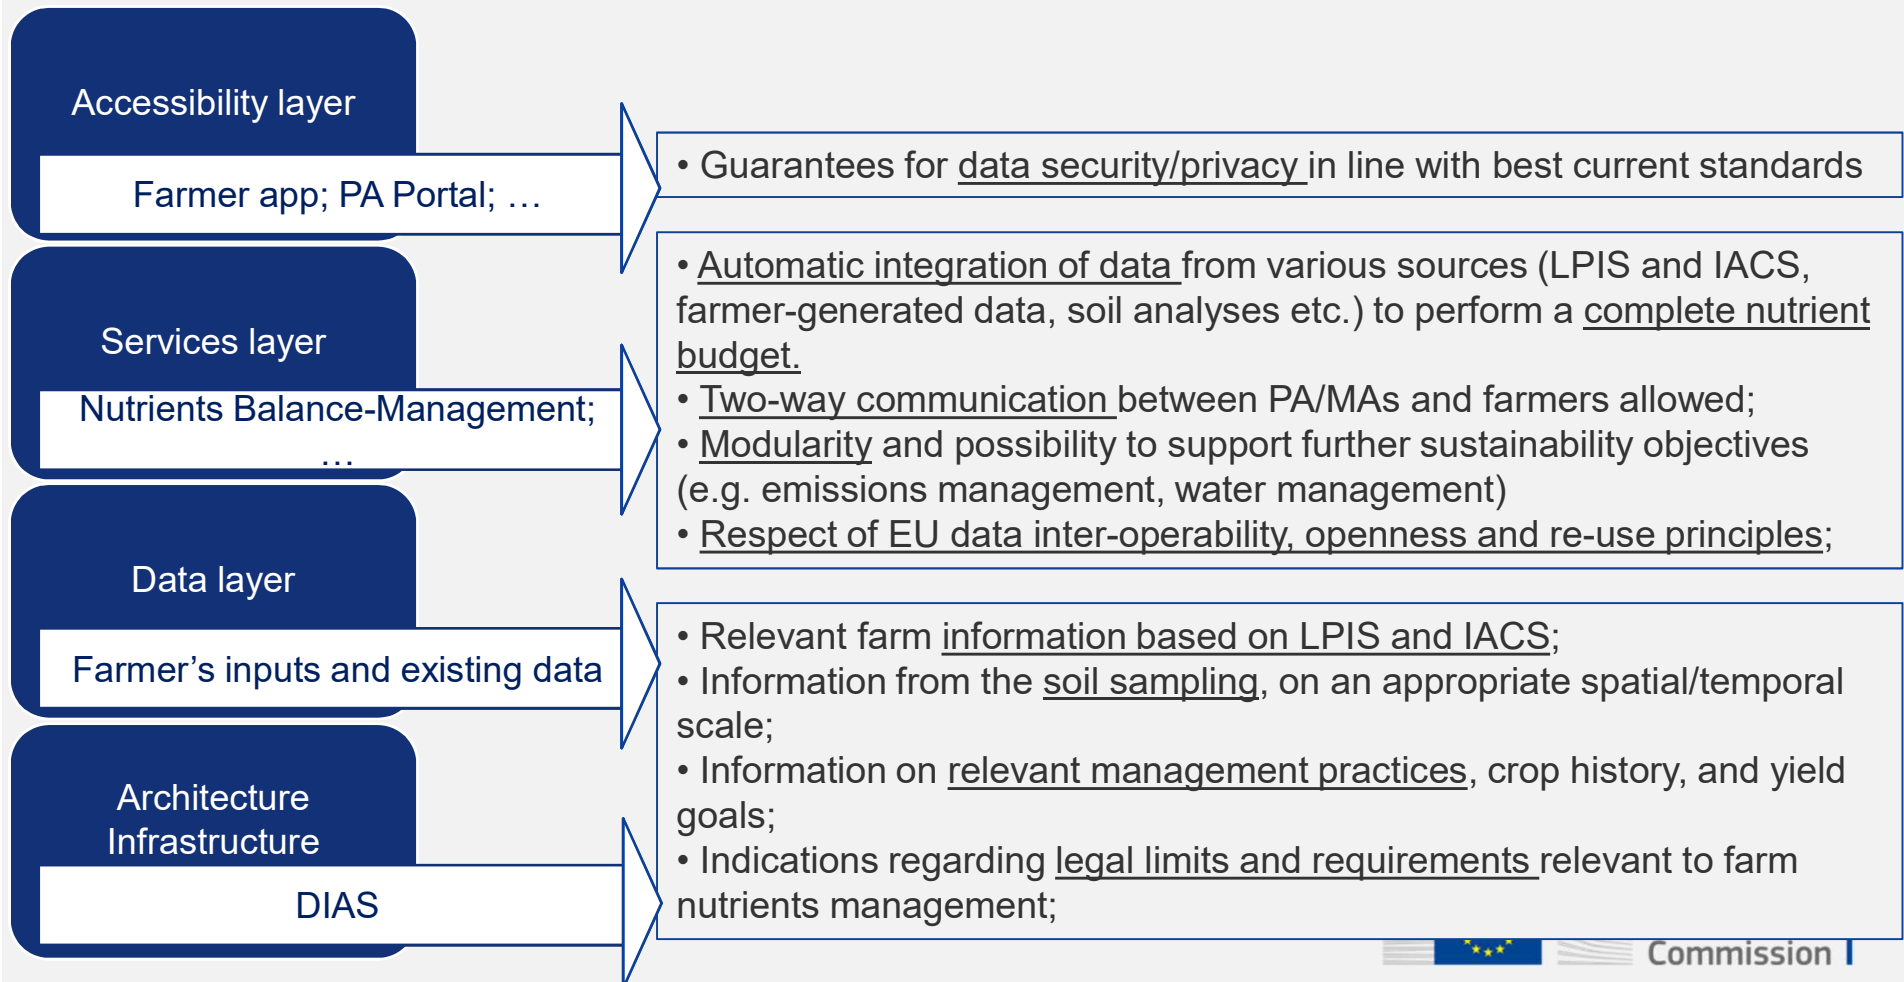 Accessibility layer
Farmer app; PA Portal; …
• Guarantees for data security/privacy in line with best current standards
Services layer
Nutrients Balance-Management;
…
• Automatic integration of data from various sources (LPIS and IACS,
farmer-generated data, soil analyses etc.) to perform a complete nutrient
budget.
• Two-way communication between PA/MAs and farmers allowed;
• Modularity and possibility to support further sustainability objectives
(e.g. emissions management, water management)
• Respect of EU data inter-operability, openness and re-use principles;
Data layer
Farmer’s inputs and existing data
• Relevant farm information based on LPIS and IACS;
• Information from the soil sampling, on an appropriate spatial/temporal
scale;
• Information on relevant management practices, crop history, and yield
goals;
• Indications regarding legal limits and requirements relevant to farm
nutrients management;
Architecture
Infrastructure
DIAS
Commission